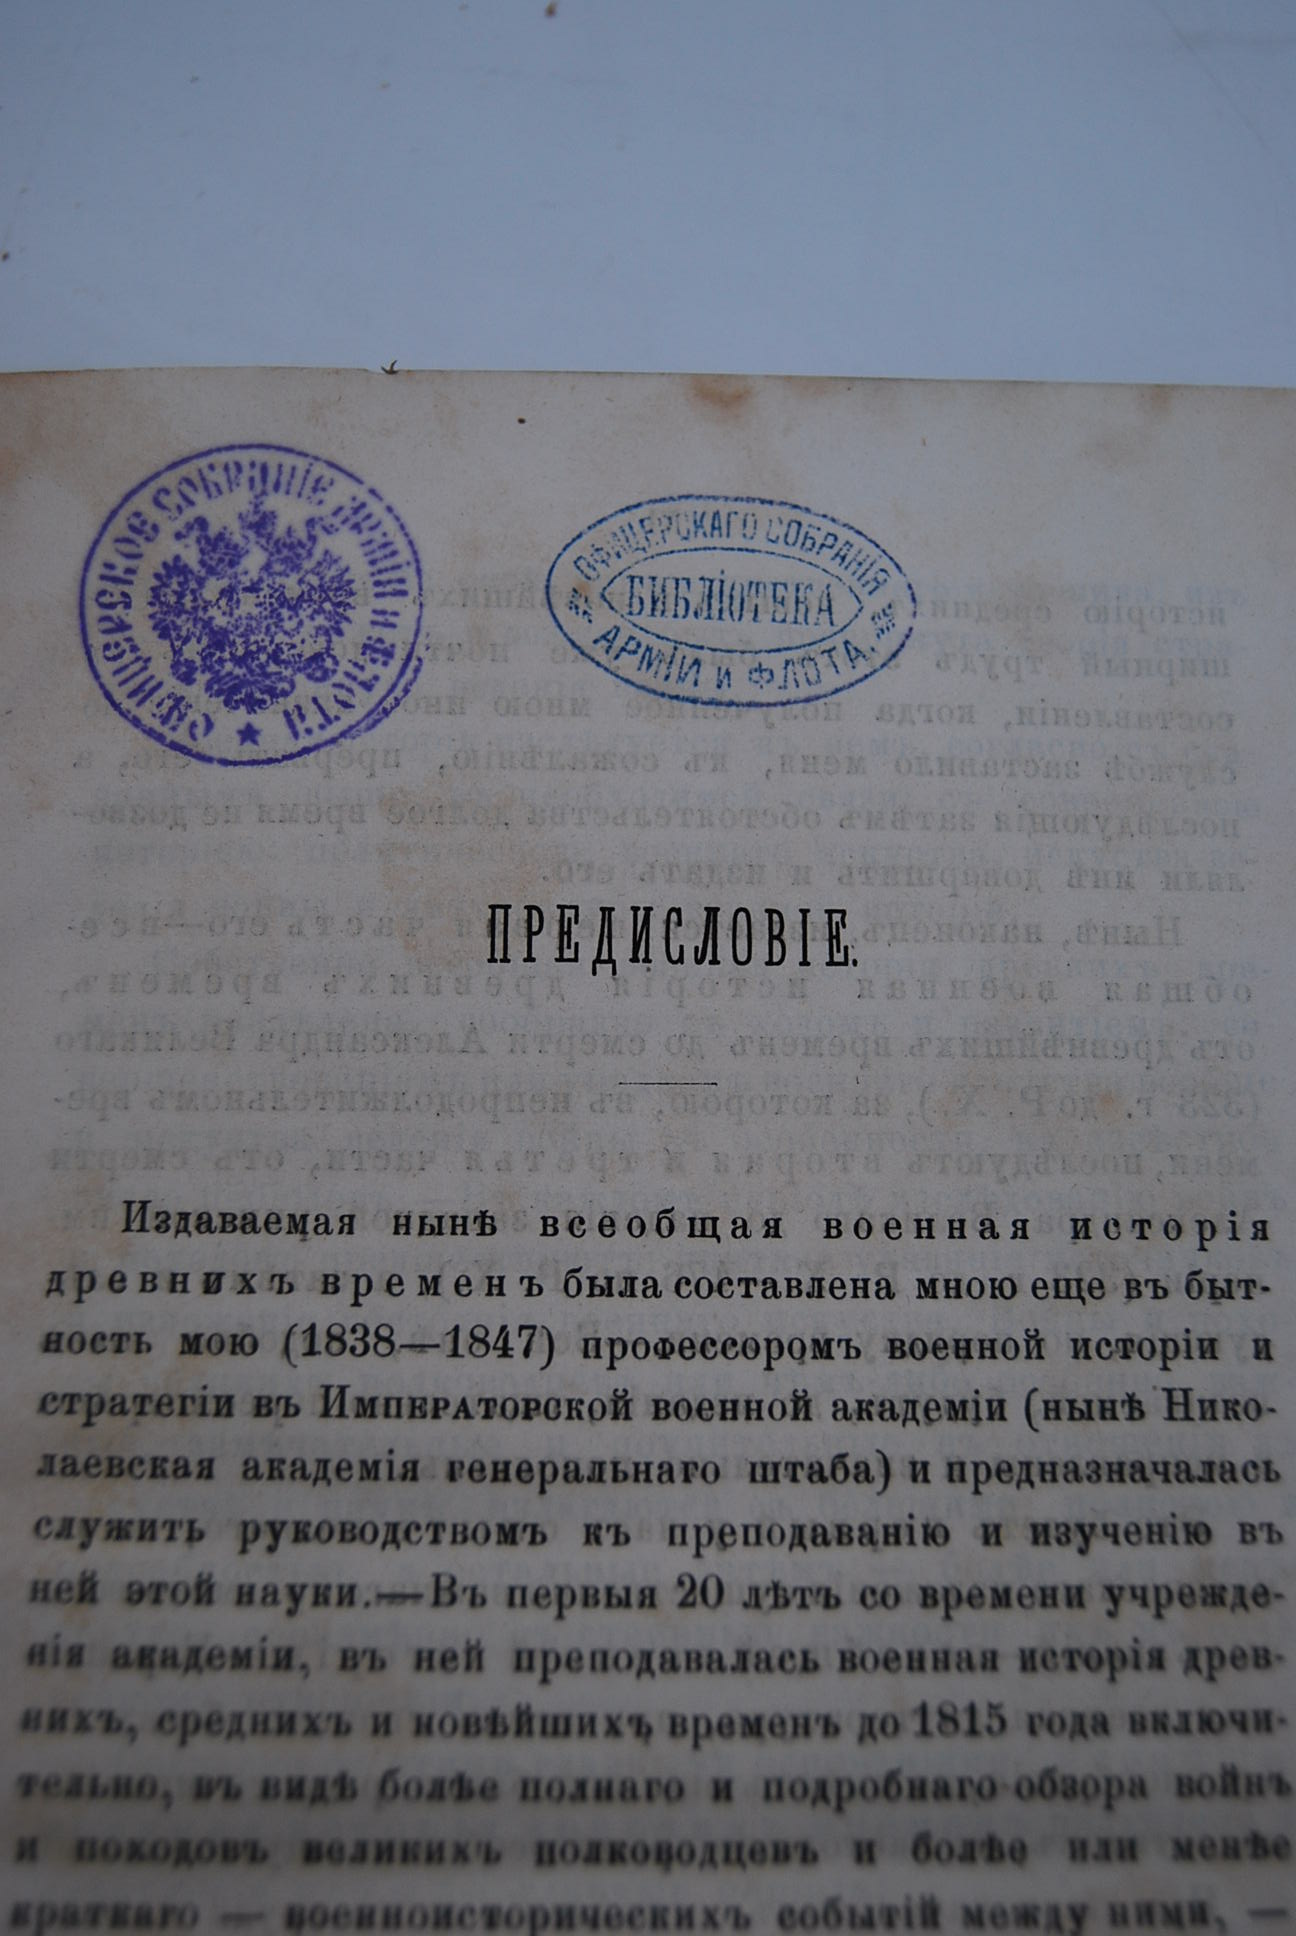 ОФИЦЕРСКОЕ СОБРАНІЕ АРМІИ И ФЛОТА
ОФИЦЕРСКАГО СОБРАНІЯ
БИБЛІОТЕКА
АРМІИ и ФЛОТА.
ПРЕДИСЛОВІЕ.
Издаваемая нынѣ всеобщая военная исторія
древнихъ временъ была составлена мною еще въ быт-
ность мою (1838—1847) профессоромъ военной исторіи и
стратегіи въ Императорской военной академіи (нынѣ Нико-
лаевская академія генеральнаго штаба) и предназначалась
служить руководствомъ къ преподаванію и изученію въ
ней этой науки.—Въ первыя 20 лѣтъ со времени учрежде-
нія академіи, въ ней преподавалась военная исторія древ-
нихъ, среднихъ и новѣйшихъ временъ до 1815 года включи-
тельно, въ видѣ болѣе полнаго и подробнаго обзора войнъ
и походовъ великихъ полководцевъ и болѣе или менѣе
краткаго — военноисторическихъ событій между ними, —